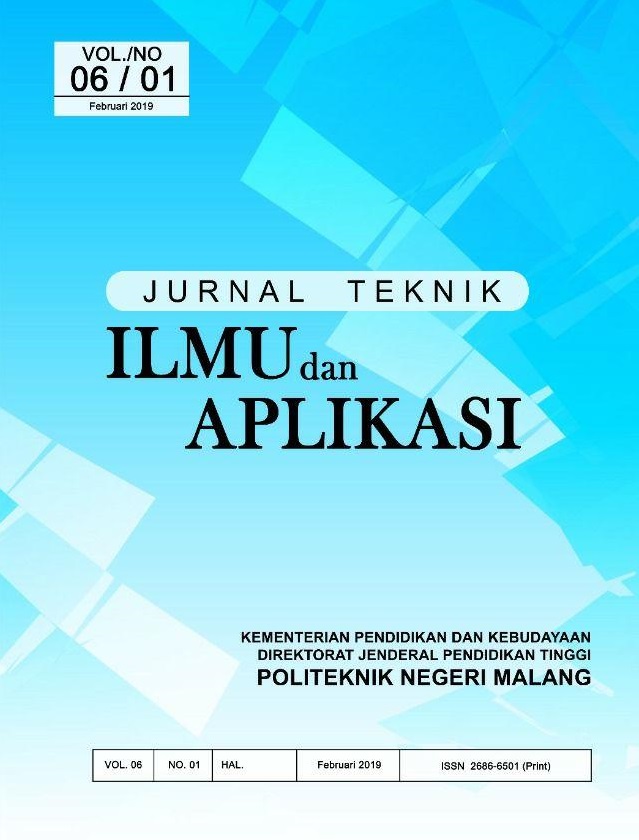 VOL./NO
06 / 01
Februari 2019
JURNAL TEKNIK
ILMU dan
APLIKASI
KEMENTERIAN PENDIDIKAN DAN KEBUDAYAAN
DIREKTORAT JENDERAL PENDIDIKAN TINGGI
POLITEKNIK NEGERI MALANG
VOL. 06 NO. 01 HAL. Februari 2019 ISSN 2686-6501 (Print)